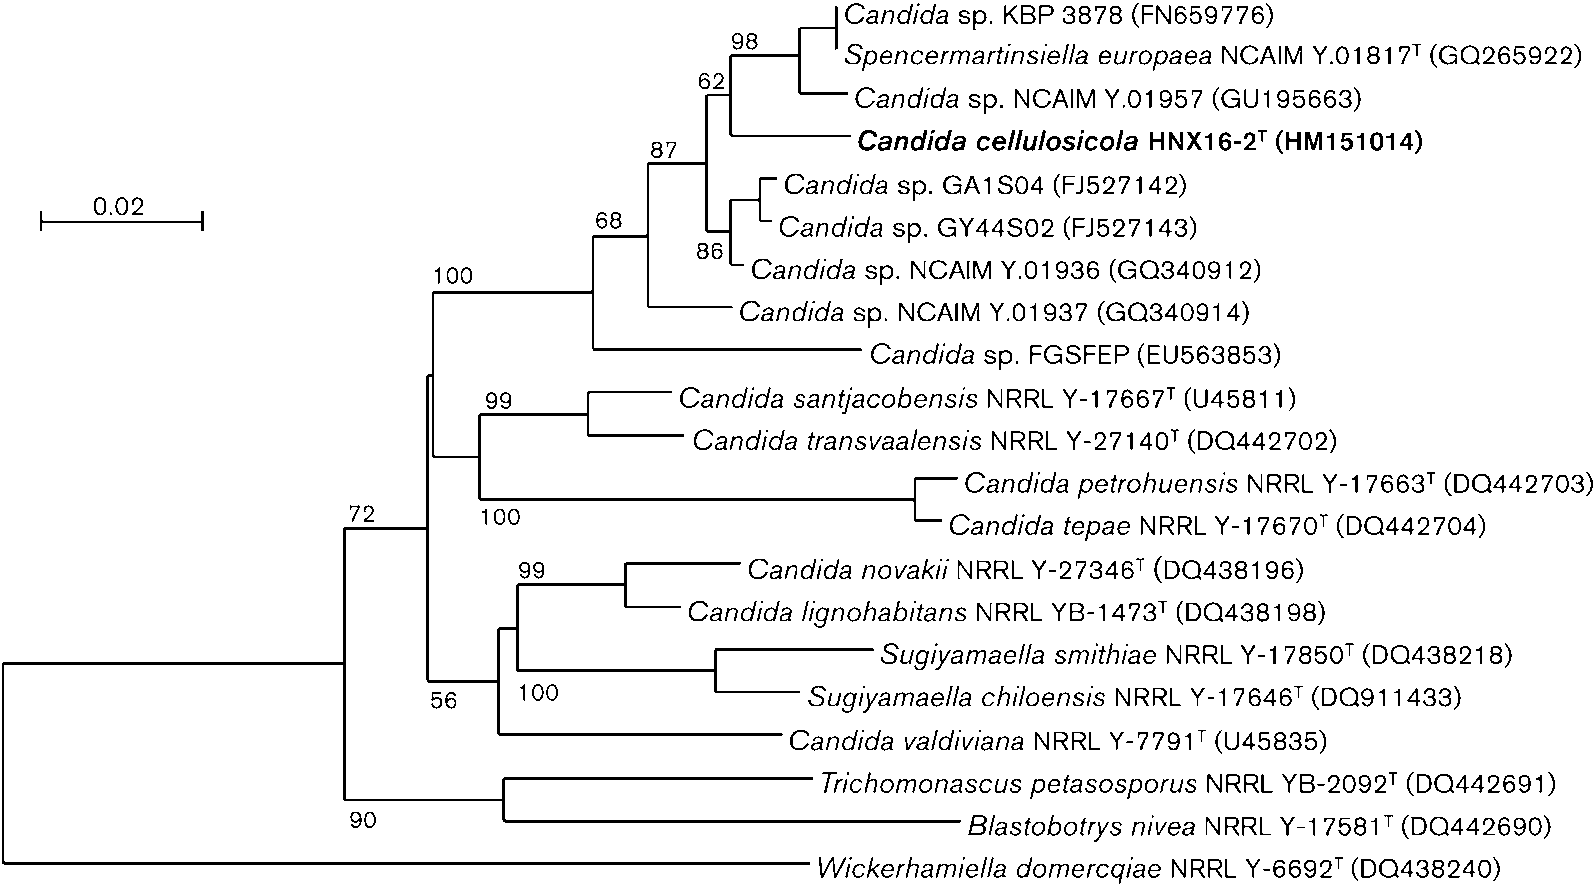 Candida sp. KBP 3878 (FN659776)
98
Spencermartinsiella europaea NCAIM Y.01817ᵀ (GQ265922)
62
Candida sp. NCAIM Y.01957 (GU195663)
Candida cellulosicola HNX16-2ᵀ (HM151014)
87
Candida sp. GA1S04 (FJ527142)
0.02
68
Candida sp. GY44S02 (FJ527143)
86
Candida sp. NCAIM Y.01936 (GQ340912)
100
Candida sp. NCAIM Y.01937 (GQ340914)
Candida sp. FGSFEP (EU563853)
99
Candida santjacobensis NRRL Y-17667ᵀ (U45811)
Candida transvaalensis NRRL Y-27140ᵀ (DQ442702)
Candida petrohuensis NRRL Y-17663ᵀ (DQ442703)
100
72
Candida tepae NRRL Y-17670ᵀ (DQ442704)
99
Candida novakii NRRL Y-27346ᵀ (DQ438196)
Candida lignohabitans NRRL YB-1473ᵀ (DQ438198)
Sugiyamaella smithiae NRRL Y-17850ᵀ (DQ438218)
100
56
Sugiyamaella chiloensis NRRL Y-17646ᵀ (DQ911433)
Candida valdiviana NRRL Y-7791ᵀ (U45835)
Trichomonascus petasosporus NRRL YB-2092ᵀ (DQ442691)
90
Blastobotrys nivea NRRL Y-17581ᵀ (DQ442690)
Wickerhamiella domercqiae NRRL Y-6692ᵀ (DQ438240)